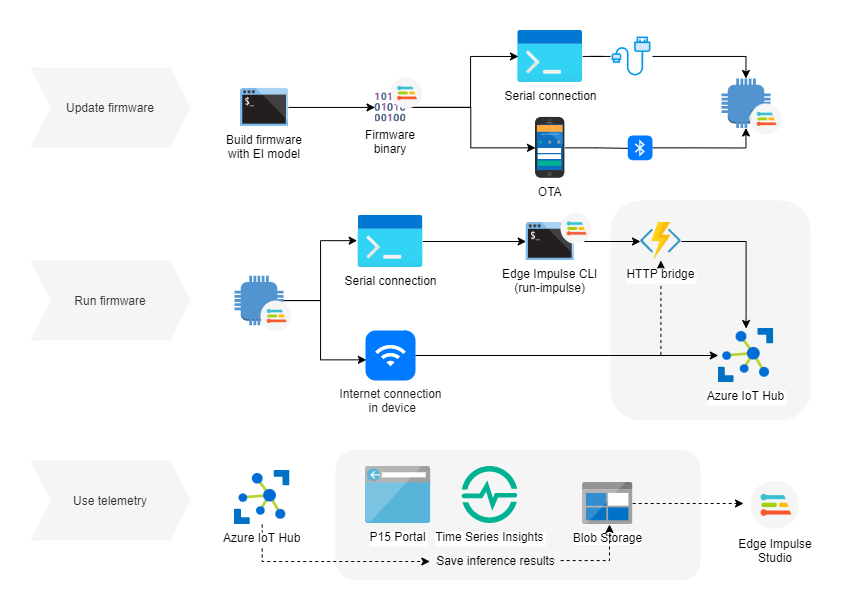 Update firmware
$_
Build firmware
with EI model
101
01010
00100
Firmware
binary
Serial connection
OTA
Run firmware
Serial connection
$_
Edge Impulse CLI
(run-impulse)
HTTP bridge
Internet connection
in device
Azure IoT Hub
Use telemetry
Azure IoT Hub
P15 Portal
Time Series Insights
Blob Storage
Save inference results
Edge Impulse
Studio